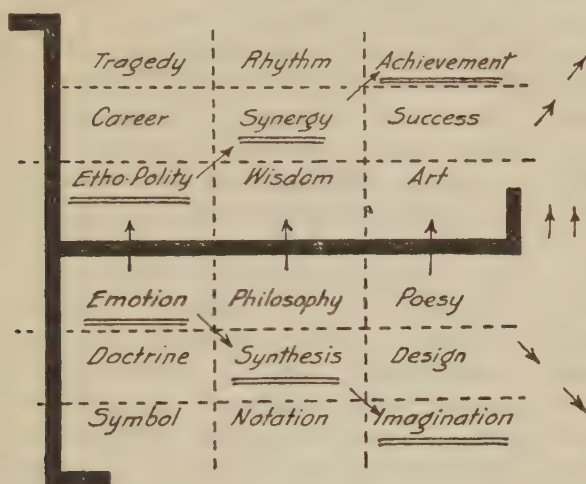 Tragedy Rhythm Achievement
Career Synergy Success
Etho-Polity Wisdom Art
Emotion Philosophy Poesy
Doctrine Synthesis Design
Symbol Notation Imagination